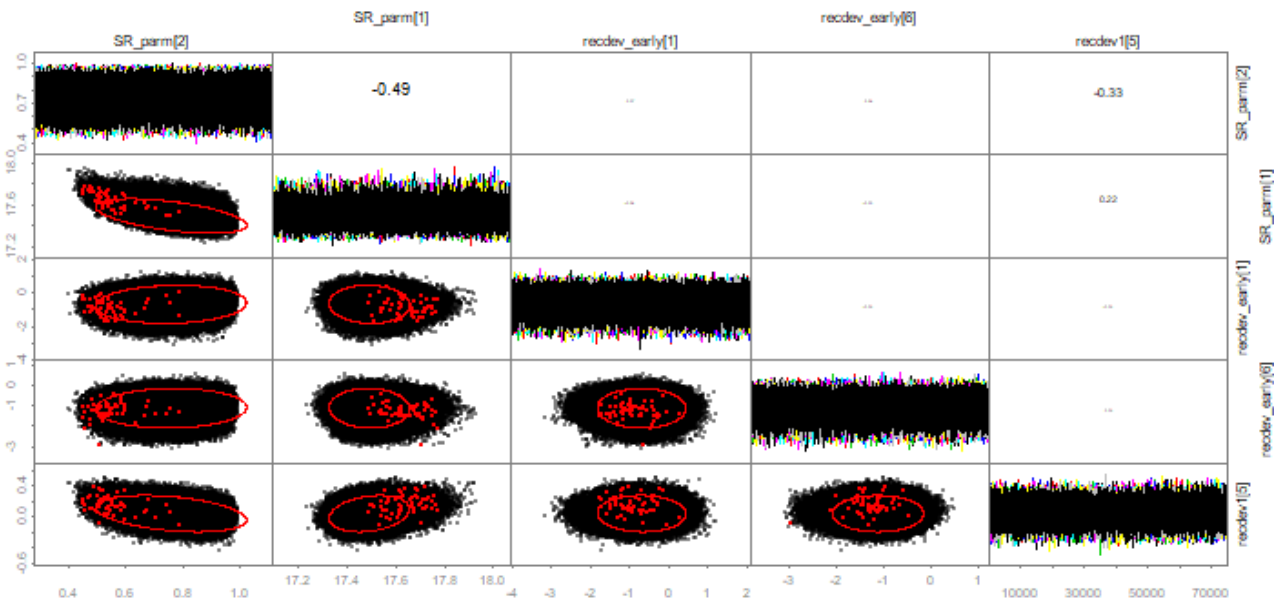 SR_parm[1] recdev_early[6]
SR_parm[2] recdev_early[1] recdev1[5]
1.0 0.7 0.4 -0.49 -0.33 SR_parm[2]
18.0 17.6 17.2 0.22 SR_parm[1]
2 0 -2 -4 recdev_early[1]
1 0 -1 -3 recdev_early[6]
0.4 0.0 -0.6 recdev1[5]
17.2 17.4 17.6 17.8 18.0 -3 -2 -1 0 1
0.4 0.6 0.8 1.0 -4 -3 -2 -1 0 1 2 10000 30000 50000 70000